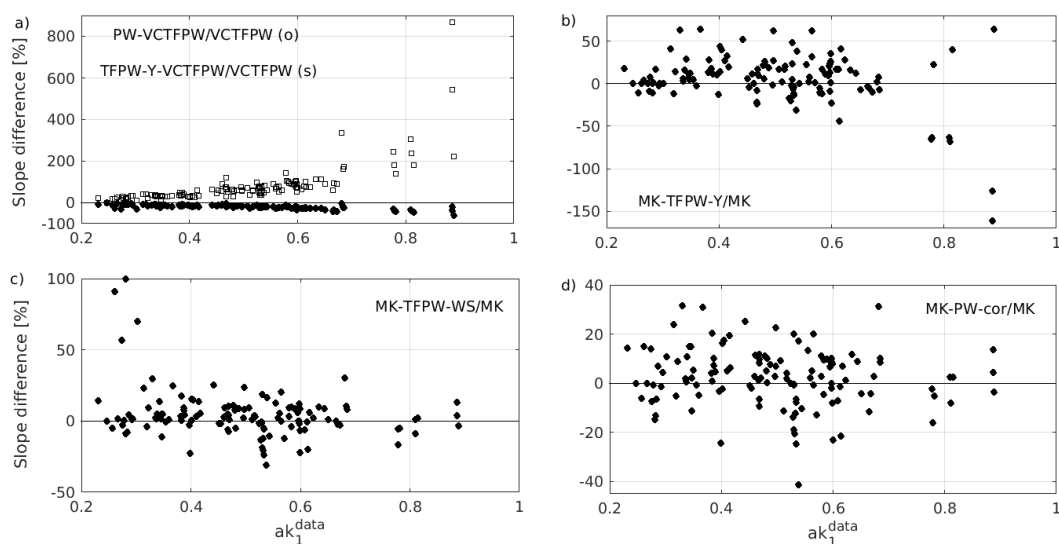 a)
PW-VCTFPW/VCTFPW (o)
TFPW-Y-VCTFPW/VCTFPW (s)
Slope difference [%]
800
600
400
200
0
-100
0.2 0.4 0.6 0.8 1
b)
MK-TFPW-Y/MK
50
0
-50
-100
-150
0.2 0.4 0.6 0.8 1
c)
MK-TFPW-WS/MK
Slope difference [%]
100
50
0
-50
0.2 0.4 0.6 0.8 1
ak₁^data
d)
MK-PW-cor/MK
40
20
0
-20
-40
0.2 0.4 0.6 0.8 1
ak₁^data